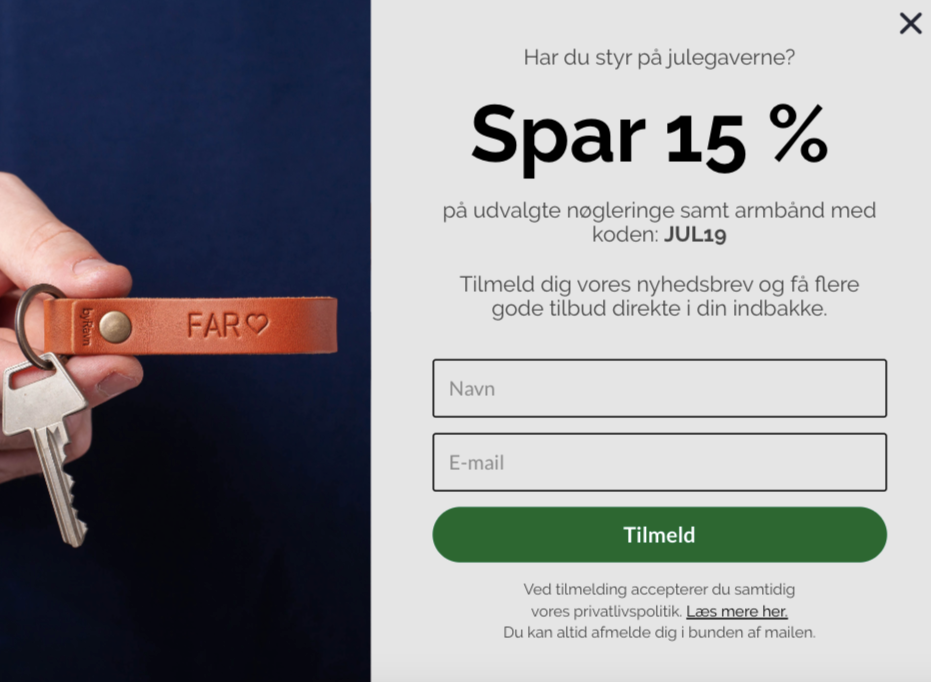 Har du styr på julegaverne?
Spar 15 %
på udvalgte nøgleringe samt armbånd med
koden: JUL19
Tilmeld dig vores nyhedsbrev og få flere
gode tilbud direkte i din indbakke.
Navn
E-mail
Tilmeld
Ved tilmelding accepterer du samtidig
vores privatlivspolitik. Læs mere her.
Du kan altid afmelde dig i bunden af mailen.
byRavn
FAR♡